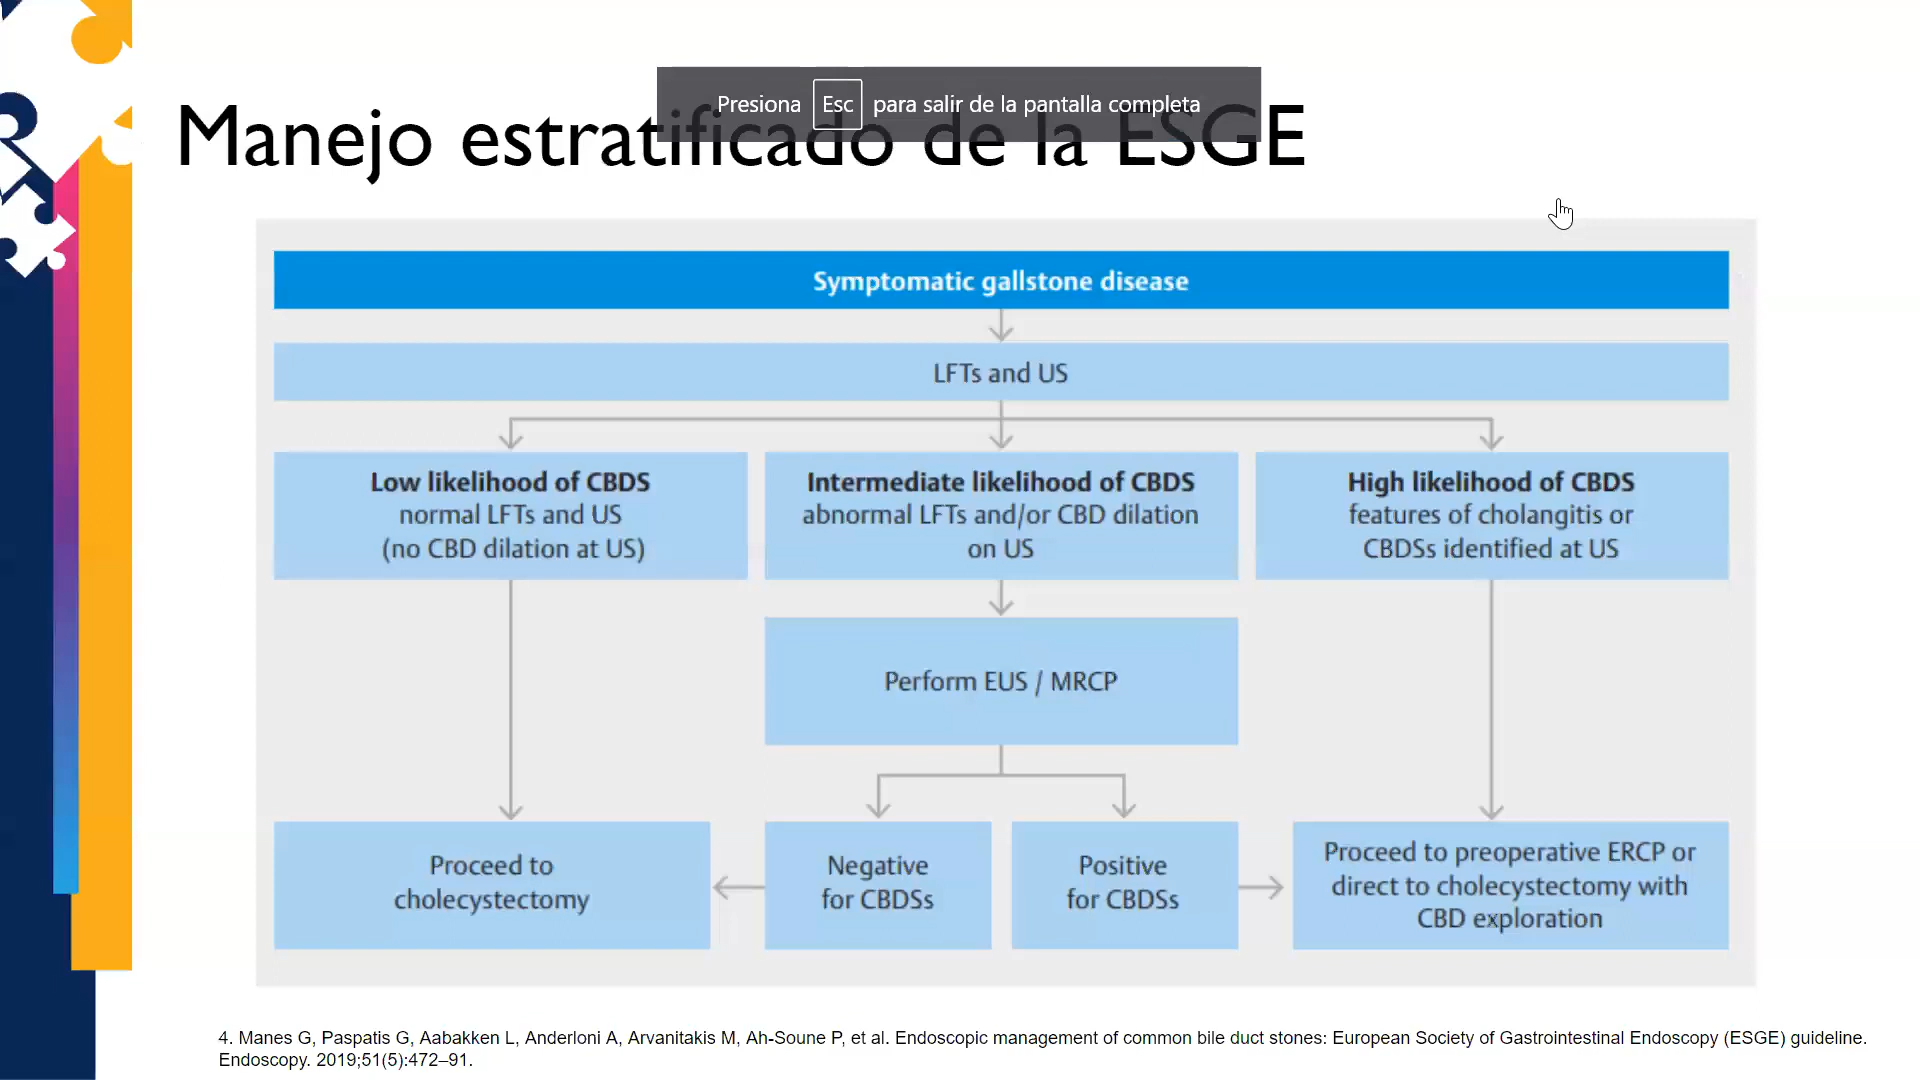 Presiona Esc para salir de la pantalla completa
Manejo estratificado de la ESGE
Symptomatic gallstone disease
LFTs and US
Low likelihood of CBDS
normal LFTs and US
(no CBD dilation at US)
Intermediate likelihood of CBDS
abnormal LFTs and/or CBD dilation
on US
High likelihood of CBDS
features of cholangitis or
CBDSs identified at US
Perform EUS / MRCP
Proceed to
cholecystectomy
Negative
for CBDSs
Positive
for CBDSs
Proceed to preoperative ERCP or
direct to cholecystectomy with
CBD exploration
4. Manes G, Paspatis G, Aabakken L, Anderloni A, Arvanitakis M, Ah-Soune P, et al. Endoscopic management of common bile duct stones: European Society of Gastrointestinal Endoscopy (ESGE) guideline.
Endoscopy. 2019;51(5):472–91.